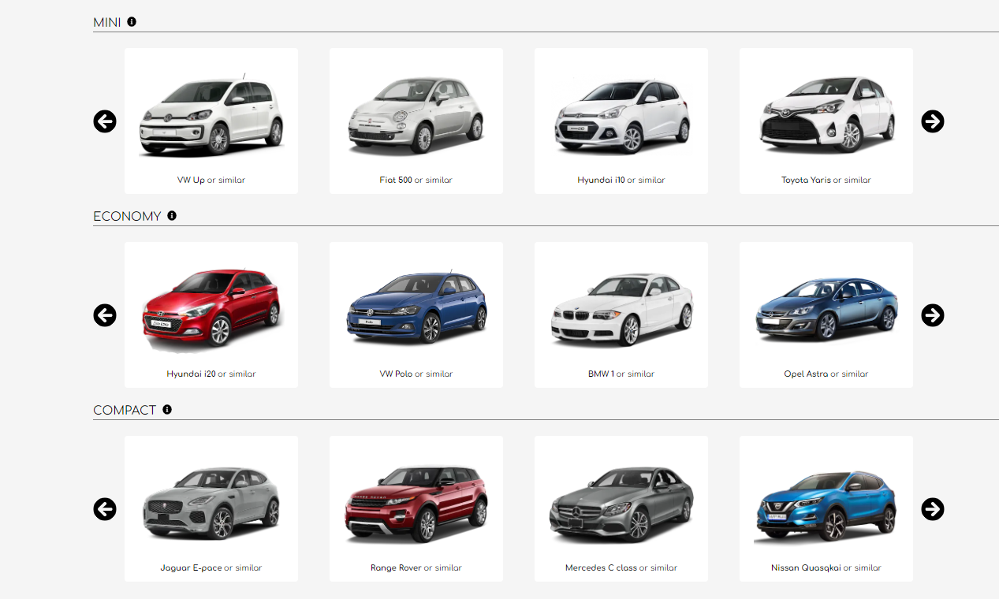 MINI
VW Up or similar
Fiat 500 or similar
Hyundai i10 or similar
Toyota Yaris or similar
ECONOMY
Hyundai i20 or similar
VW Polo or similar
BMW 1 or similar
Opel Astra or similar
COMPACT
Jaguar E-pace or similar
Range Rover or similar
Mercedes C class or similar
Nissan Quasqkai or similar